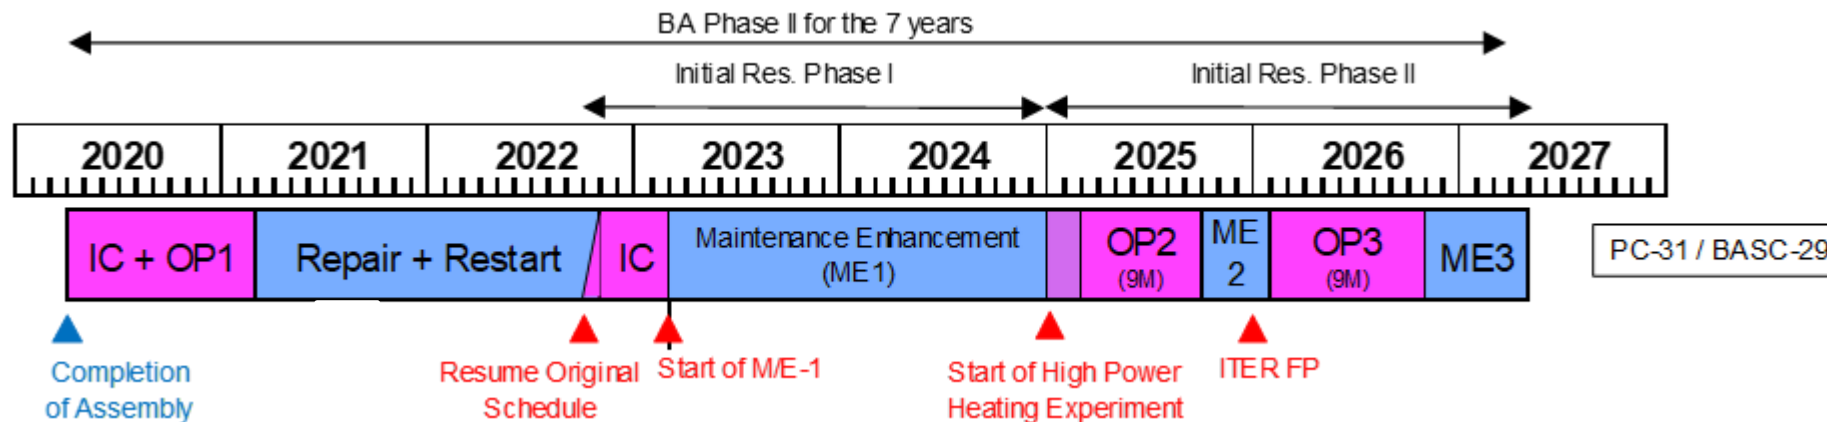 BA Phase II for the 7 years
Initial Res. Phase I
Initial Res. Phase II
2020
2021
2022
2023
2024
2025
2026
2027
IC + OP1
Repair + Restart
IC
Maintenance Enhancement
(ME1)
OP2
(9M)
ME
2
OP3
(9M)
ME3
PC-31 / BASC-29
Completion
of Assembly
Resume Original
Schedule
Start of M/E-1
Start of High Power
Heating Experiment
ITER FP